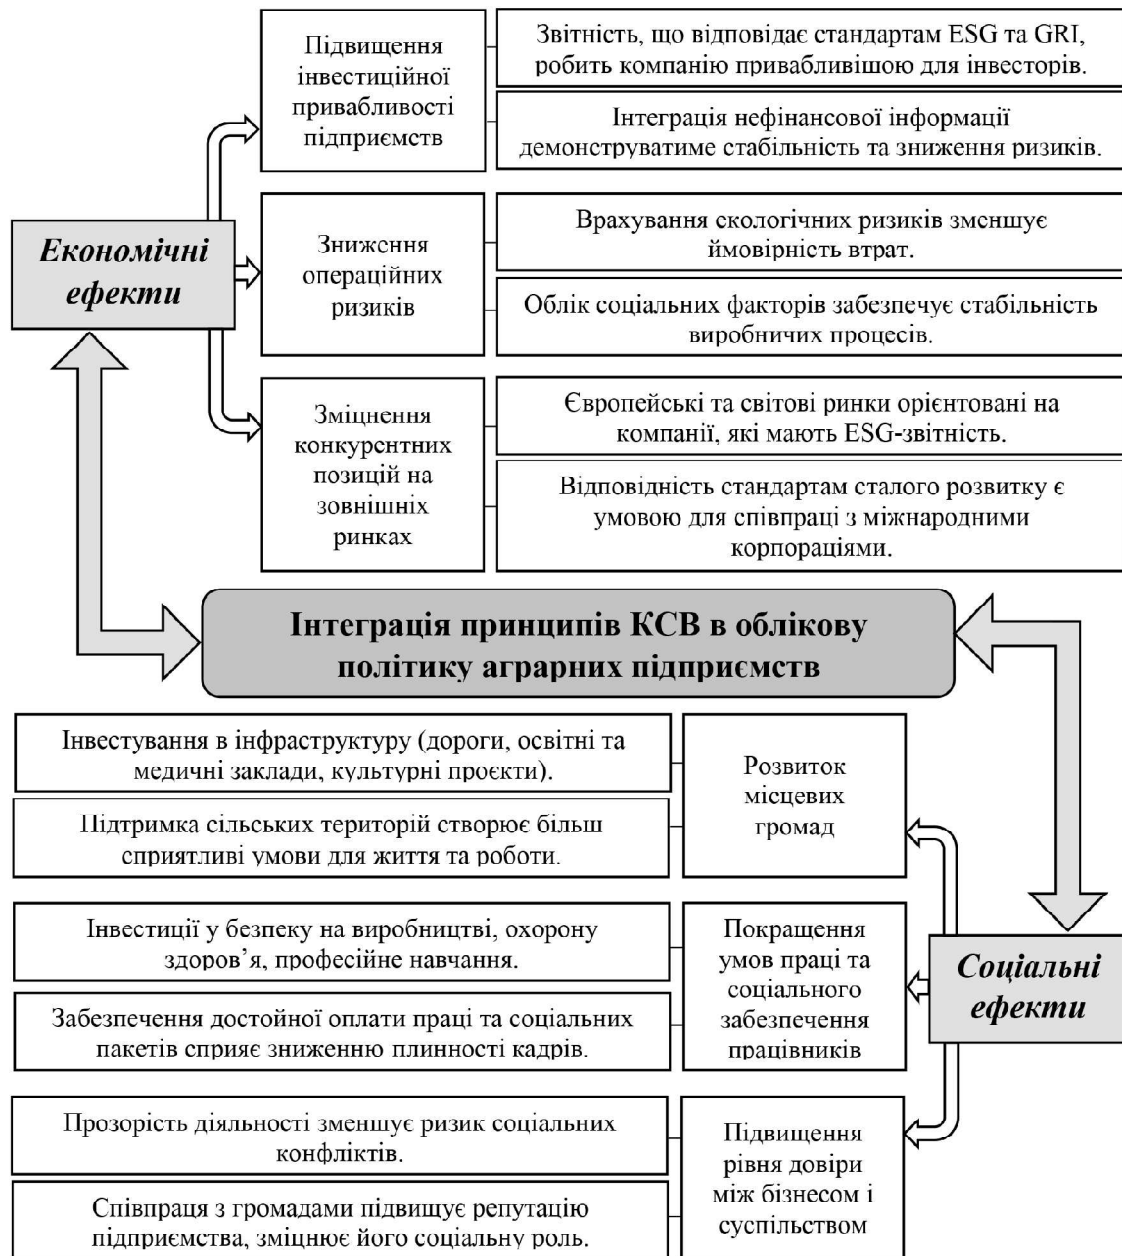 Підвищення
інвестиційної
привабливості
підприємств
Звітність, що відповідає стандартам ESG та GRI,
робить компанію привабливішою для інвесторів.
Інтеграція нефінансової інформації
демонструватиме стабільність та зниження ризиків.
Економічні
ефекти
Зниження
операційних
ризиків
Врахування екологічних ризиків зменшує
ймовірність втрат.
Облік соціальних факторів забезпечує стабільність
виробничих процесів.
Зміцнення
конкурентних
позицій на
зовнішніх
ринках
Європейські та світові ринки орієнтовані на
компанії, які мають ESG-звітність.
Відповідність стандартам сталого розвитку є
умовою для співпраці з міжнародними
корпораціями.
Інтеграція принципів КСВ в облікову
політику аграрних підприємств
Інвестування в інфраструктуру (дороги, освітні та
медичні заклади, культурні проєкти).
Підтримка сільських територій створює більш
сприятливі умови для життя та роботи.
Розвиток
місцевих
громад
Інвестиції у безпеку на виробництві, охорону
здоров’я, професійне навчання.
Забезпечення достойної оплати праці та соціальних
пакетів сприяє зниженню плинності кадрів.
Покращення
умов праці та
соціального
забезпечення
працівників
Соціальні
ефекти
Прозорість діяльності зменшує ризик соціальних
конфліктів.
Співпраця з громадами підвищує репутацію
підприємства, зміцнює його соціальну роль.
Підвищення
рівня довіри
між бізнесом і
суспільством